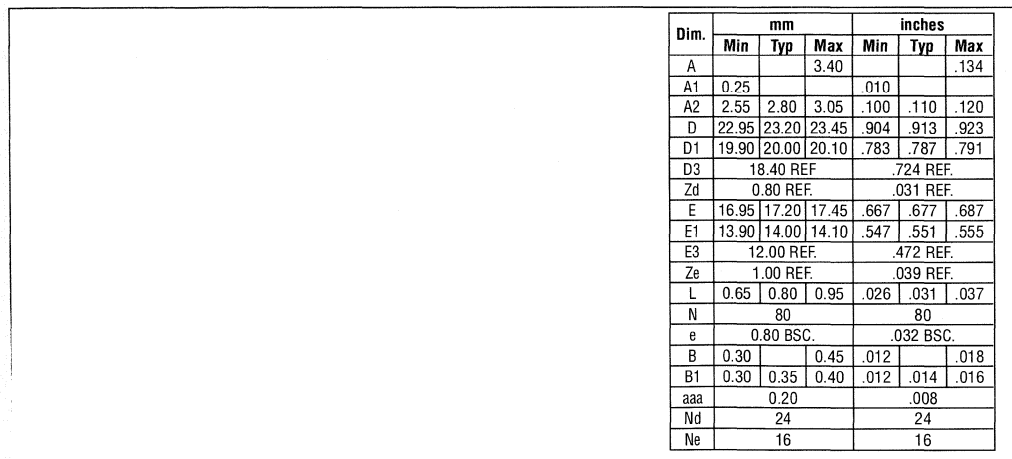 Dim. mm inches
Min Typ Max Min Typ Max
A 3.40 .134
A1 0.25 .010
A2 2.55 2.80 3.05 .100 .110 .120
D 22.95 23.20 23.45 .904 .913 .923
D1 19.90 20.00 20.10 .783 .787 .791
D3 18.40 REF .724 REF.
Zd 0.80 REF. .031 REF.
E 16.95 17.20 17.45 .667 .677 .687
E1 13.90 14.00 14.10 .547 .551 .555
E3 12.00 REF. .472 REF.
Ze 1.00 REF. .039 REF.
L 0.65 0.80 0.95 .026 .031 .037
N 80 80
e 0.80 BSC. .032 BSC.
B 0.30 0.45 .012 .018
B1 0.30 0.35 0.40 .012 .014 .016
aaa 0.20 .008
Nd 24 24
Ne 16 16